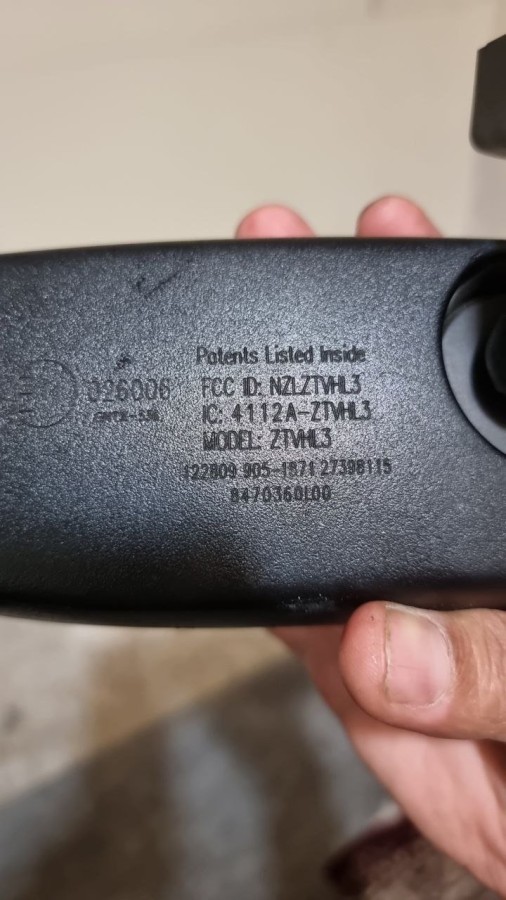 Patents Listed Inside
026006
FCC ID: NZLZTVHL3
IC: 4112A-ZTVHL3
MODEL: ZTVHL3
122809 905-1871 27398115
8470360L00